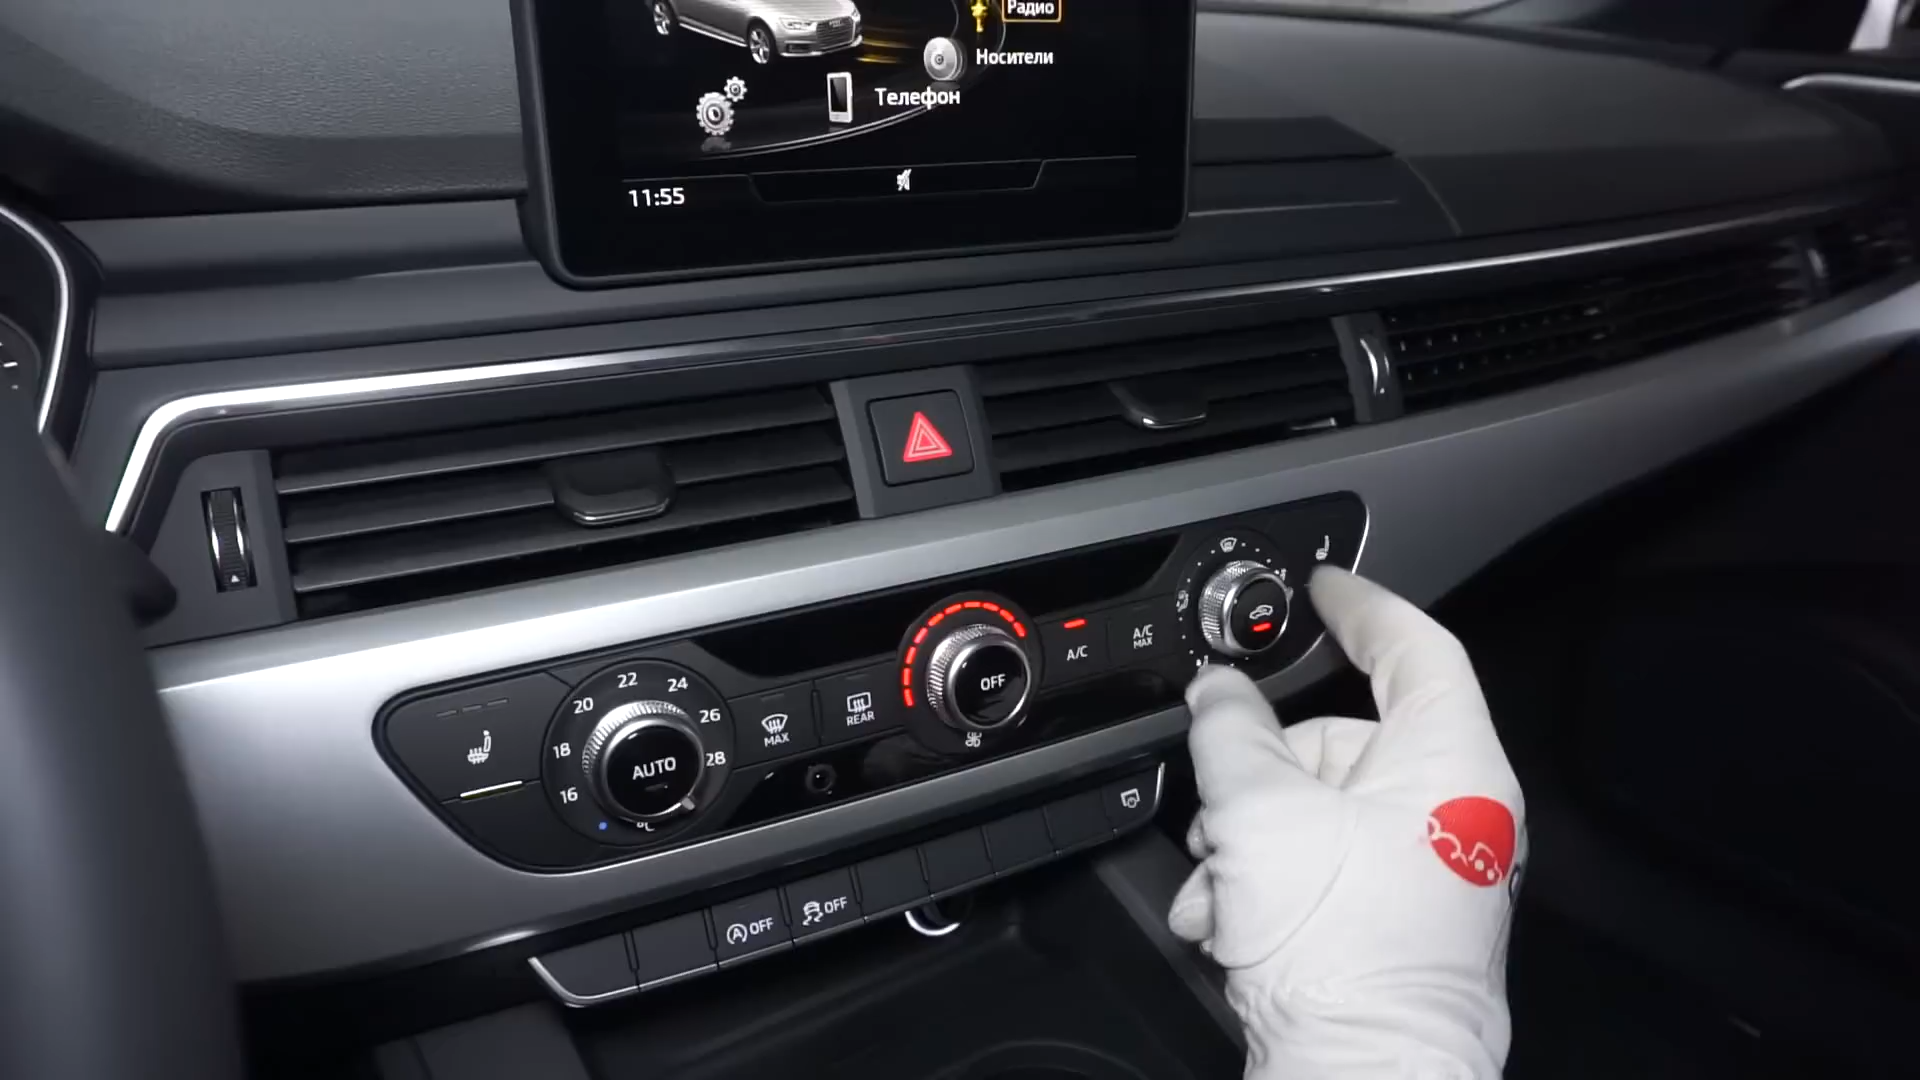 Радио
Носители
Телефон
11:55
22
20
24
18
26
16
28
AUTO
°C
MAX
REAR
OFF
A/C
A/C
MAX
A OFF
OFF